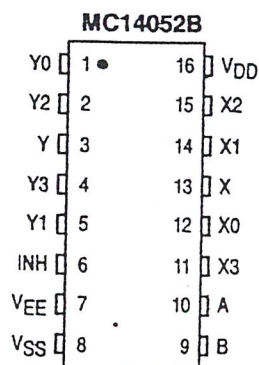 MC14052B
Y0 1 16 VDD
Y2 2 15 X2
Y 3 14 X1
Y3 4 13 X
Y1 5 12 X0
INH 6 11 X3
VEE 7 10 A
VSS 8 9 B